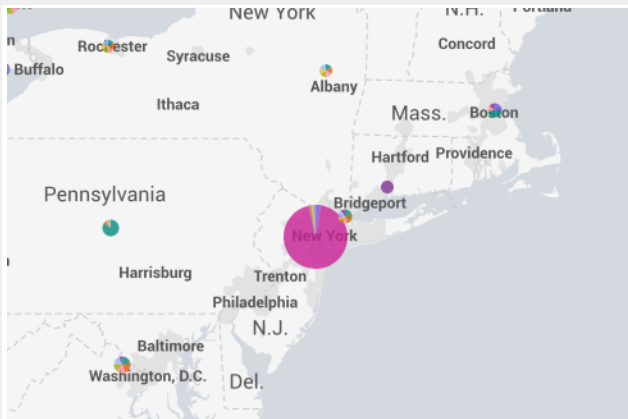 New York
N.H.
Rochester
Syracuse
Concord
Buffalo
Albany
Ithaca
Mass.
Boston
Hartford
Providence
Pennsylvania
Bridgeport
New York
Harrisburg
Trenton
Philadelphia
N.J.
Baltimore
Washington, D.C.
Del.